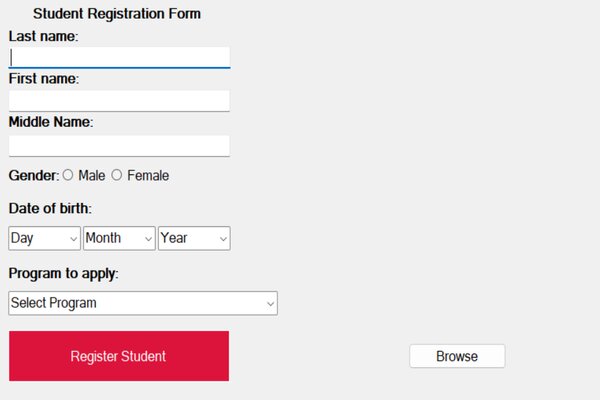 Student Registration Form
Last name:
First name:
Middle Name:
Gender: Male Female
Date of birth:
Day Month Year
Program to apply:
Select Program
Register Student Browse